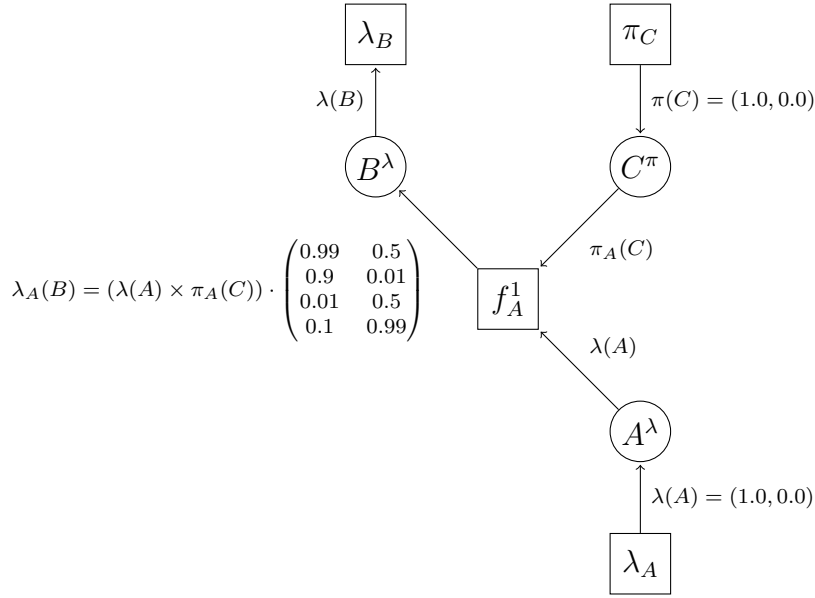 λ_B
π_C
λ(B)
π(C) = (1.0, 0.0)
B^λ
C^π
π_A(C)
λ_A(B) = (λ(A) × π_A(C)) ·
0.99 0.5
0.9 0.01
0.01 0.5
0.1 0.99
f_A^1
λ(A)
A^λ
λ(A) = (1.0, 0.0)
λ_A